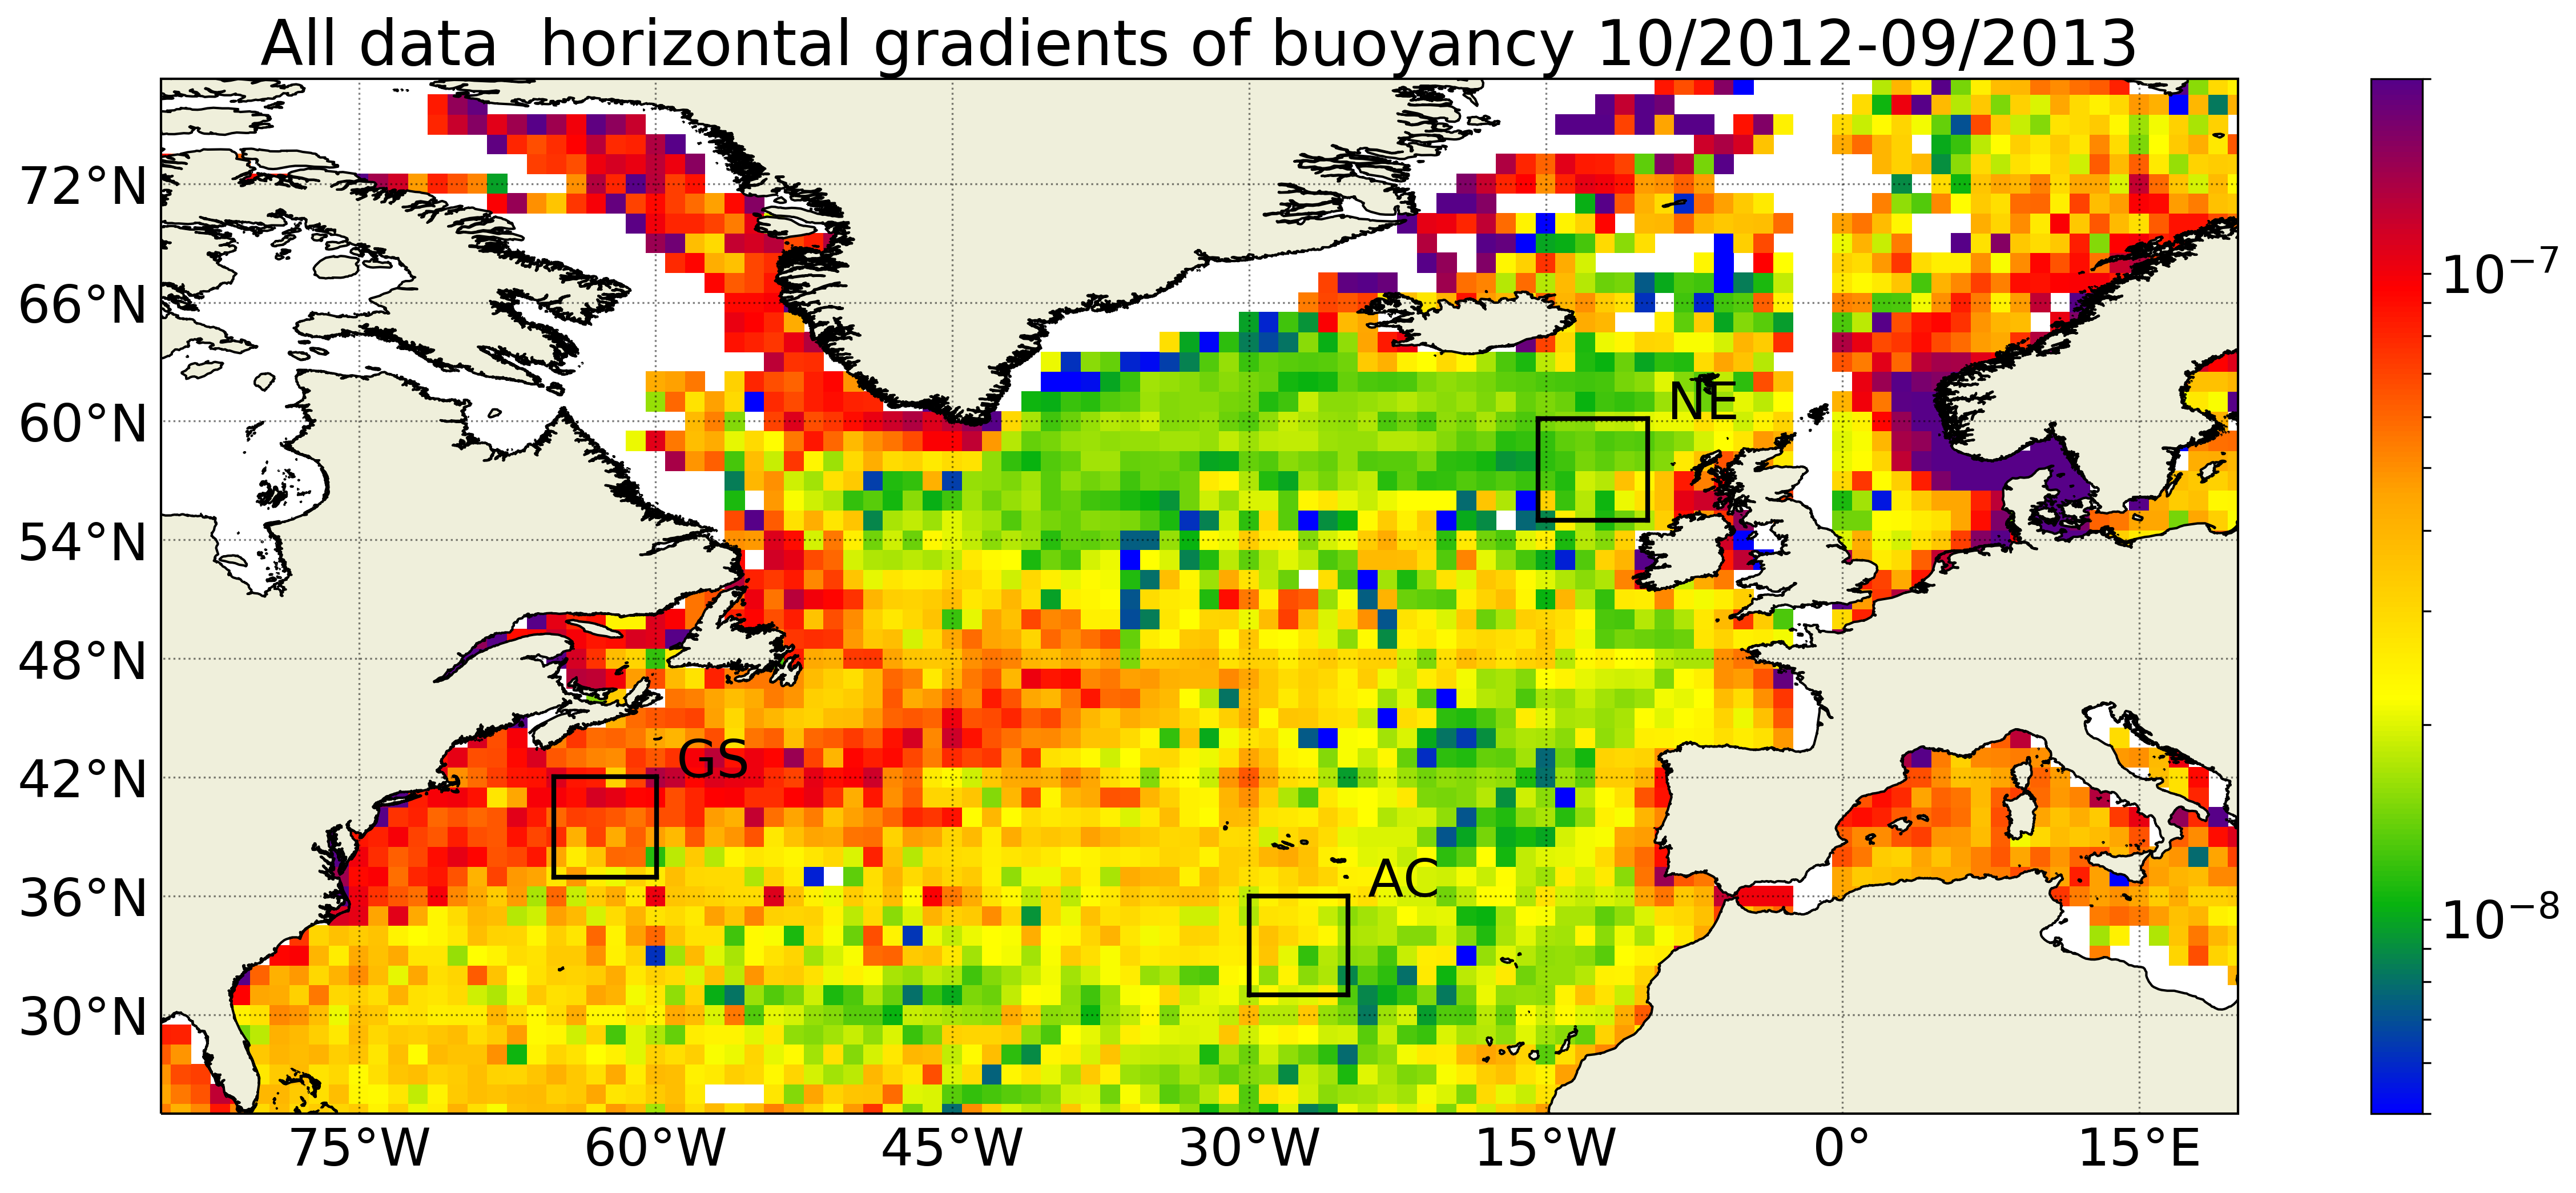 All data  horizontal gradients of buoyancy 10/2012-09/2013
72°N
66°N
60°N
54°N
48°N
42°N
36°N
30°N
NE
GS
AC
75°W 60°W 45°W 30°W 15°W 0° 15°E
10⁻⁷
10⁻⁸